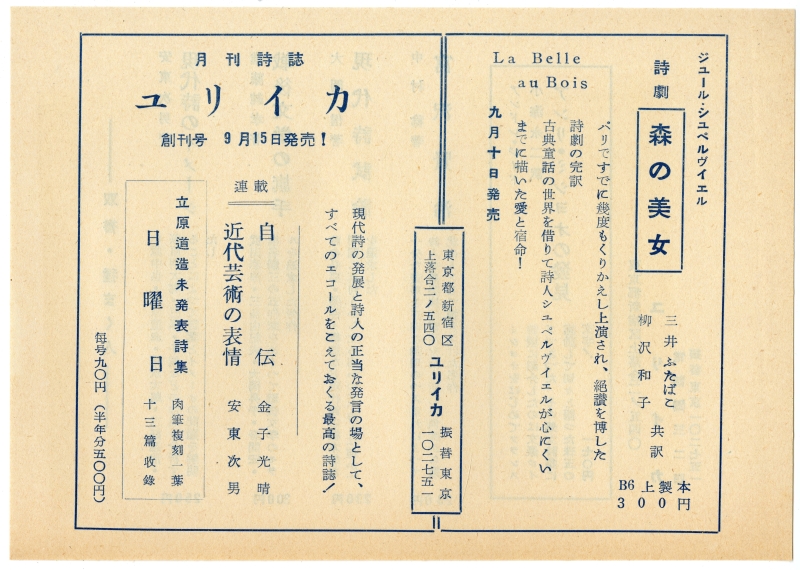 ジュール・シュペルヴィエル
詩劇
森の美女
三井ふたばこ
柳沢和子 共訳
B6上製本
300円
パリですでに幾度もくりかえし上演され、絶讃を博した
詩劇の完訳
古典童話の世界を借りて詩人シュペルヴイエルが心にくい
までに描いた愛と宿命！
La Belle
au Bois
九月十日発売
東京都新宿区
上落合二ノ五四〇
ユリイカ
振替東京
一〇二七五一
月刊詩誌
ユリイカ
創刊号 9月15日発売！
現代詩の発展と詩人の正当な発言の場として、
すべてのエコールをこえておくる最高の詩誌！
連載
自伝 金子光晴
近代芸術の表情 安東次男
立原道造未発表詩集
日曜日
肉筆複刻一葉
十三篇收録
毎号九〇円（半年分五〇〇円）